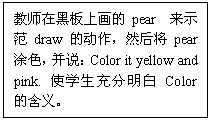 教师在黑板上画的 pear 来示
范 draw 的动作，然后将 pear
涂色，并说：Color it yellow and
pink. 使学生充分明白 Color
的含义。